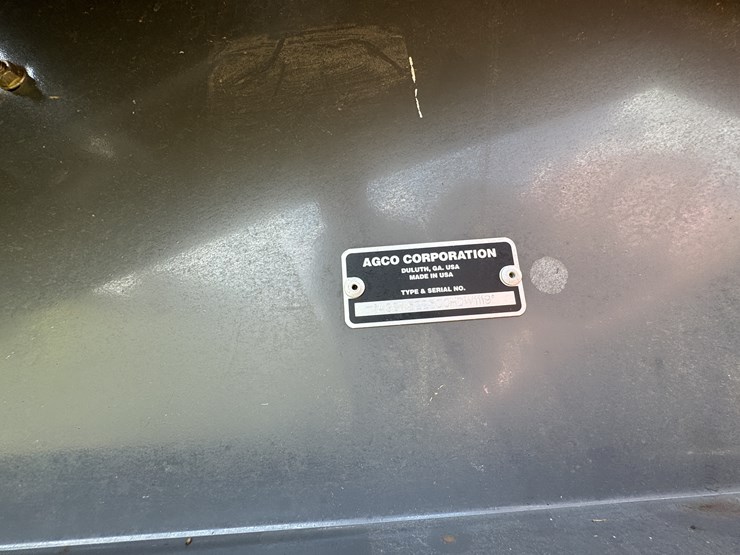 AGCO CORPORATION
DULUTH, GA. USA
MADE IN USA
TYPE & SERIAL NO.